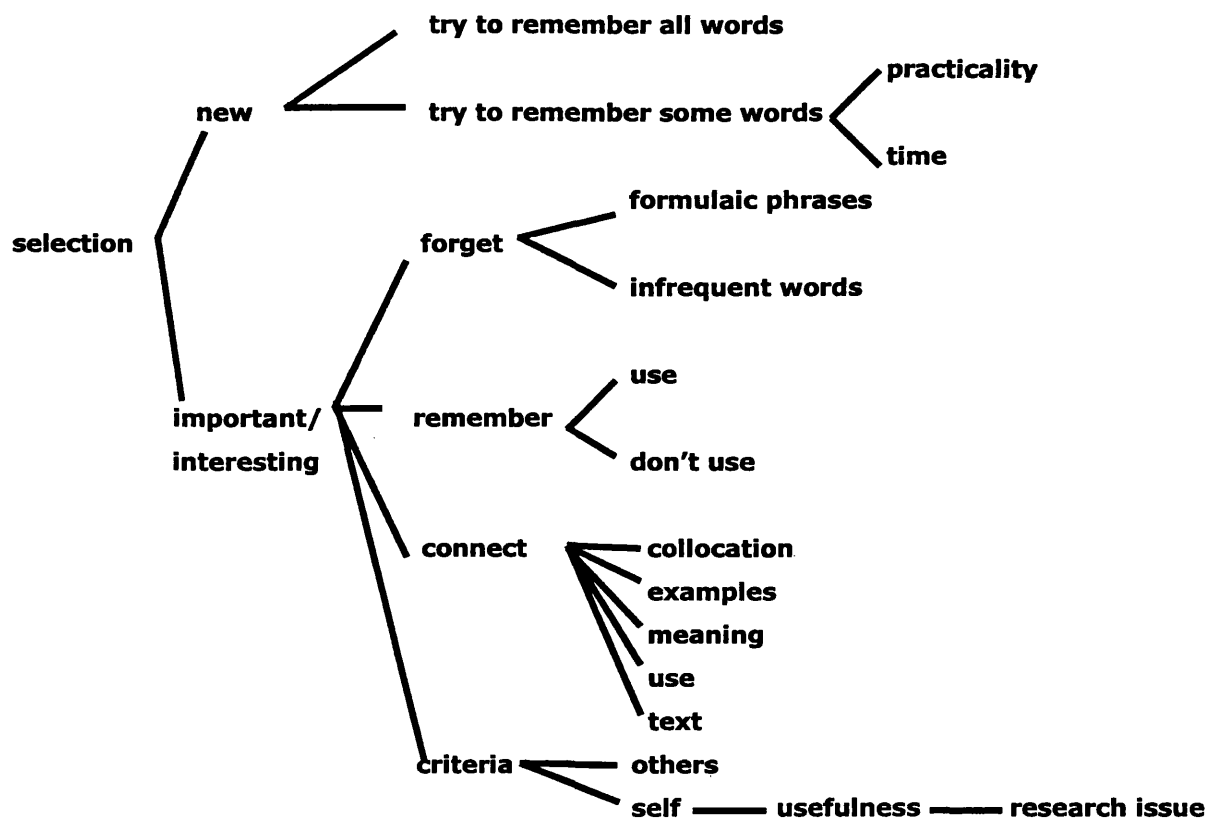 try to remember all words
practicality
new
try to remember some words
time
formulaic phrases
selection
forget
infrequent words
use
important/
interesting
remember
don't use
connect
collocation
examples
meaning
use
text
criteria
others
self
usefulness
research issue